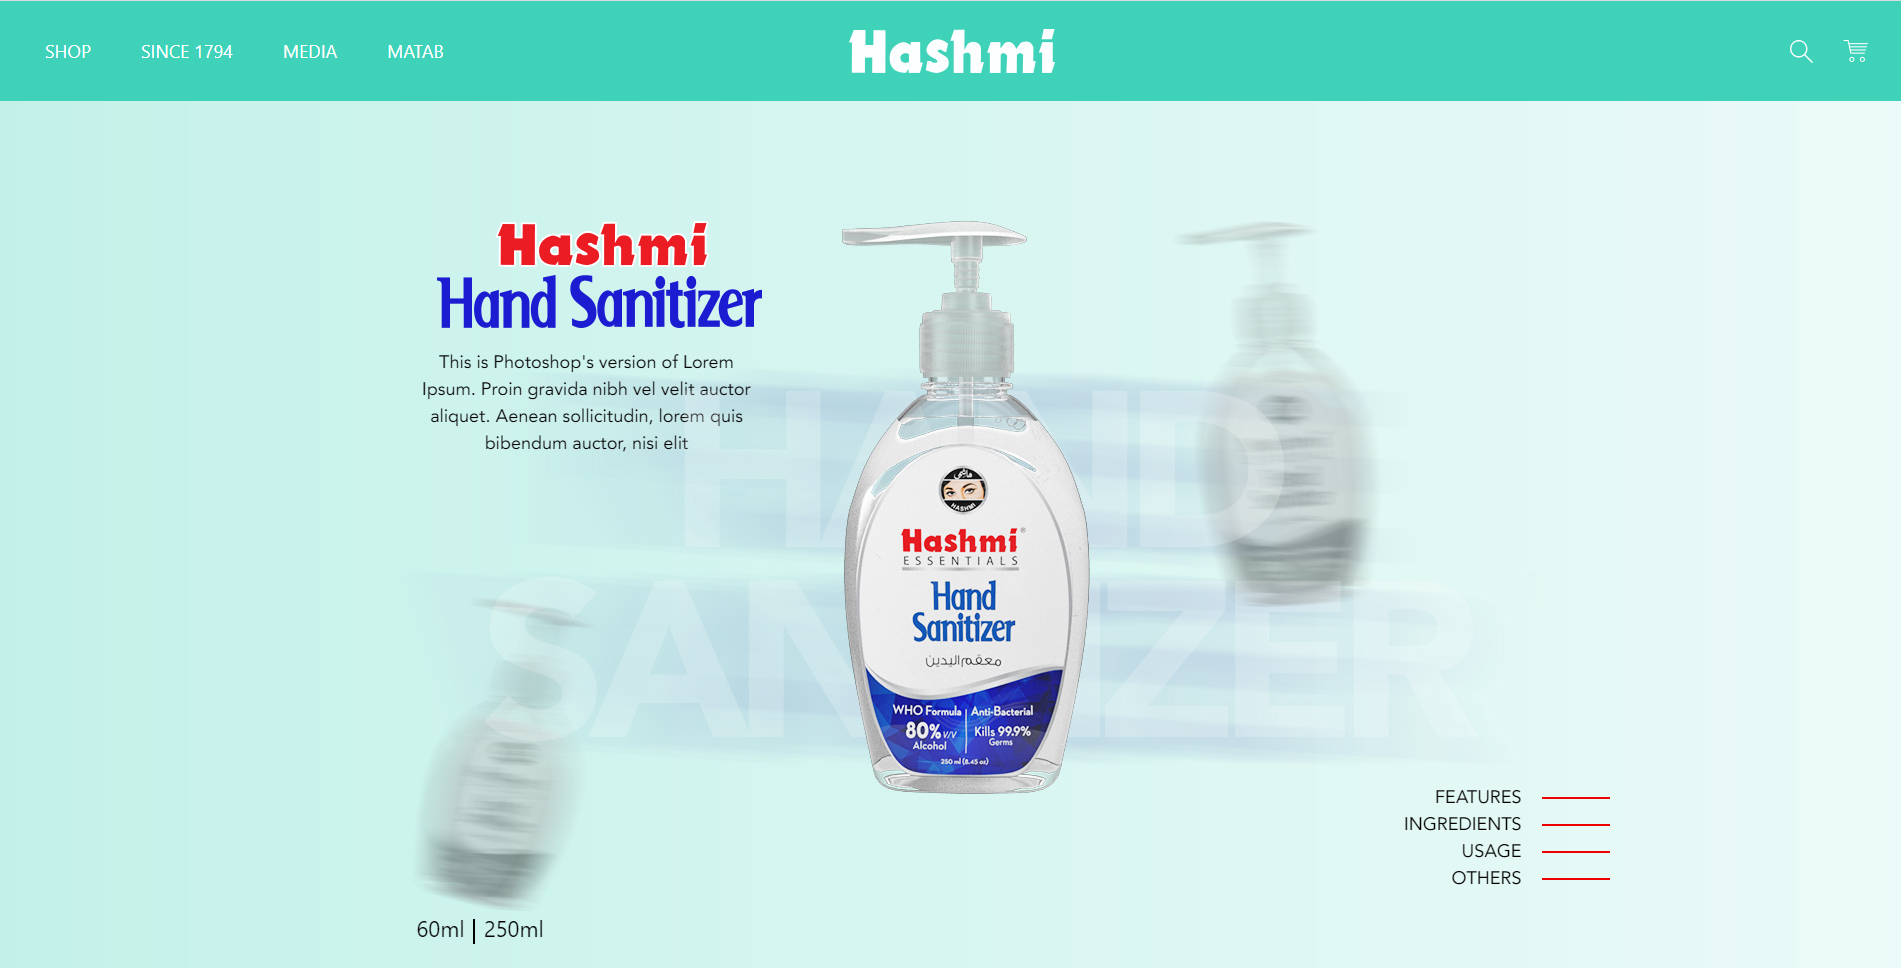 SHOP
SINCE 1794
MEDIA
MATAB
Hashmi
Hashmi
Hand Sanitizer
This is Photoshop's version of Lorem
Ipsum. Proin gravida nibh vel velit auctor
aliquet. Aenean sollicitudin, lorem quis
bibendum auctor, nisi elit
HAND
SANITIZER
هاشمی
HASHMI
Hashmi®
ESSENTIALS
Hand
Sanitizer
معقم اليدين
WHO Formula
80% V/V
Alcohol
Anti-Bacterial
Kills 99.9%
Germs
250 ml (8.45 oz)
FEATURES
INGREDIENTS
USAGE
OTHERS
60ml | 250ml